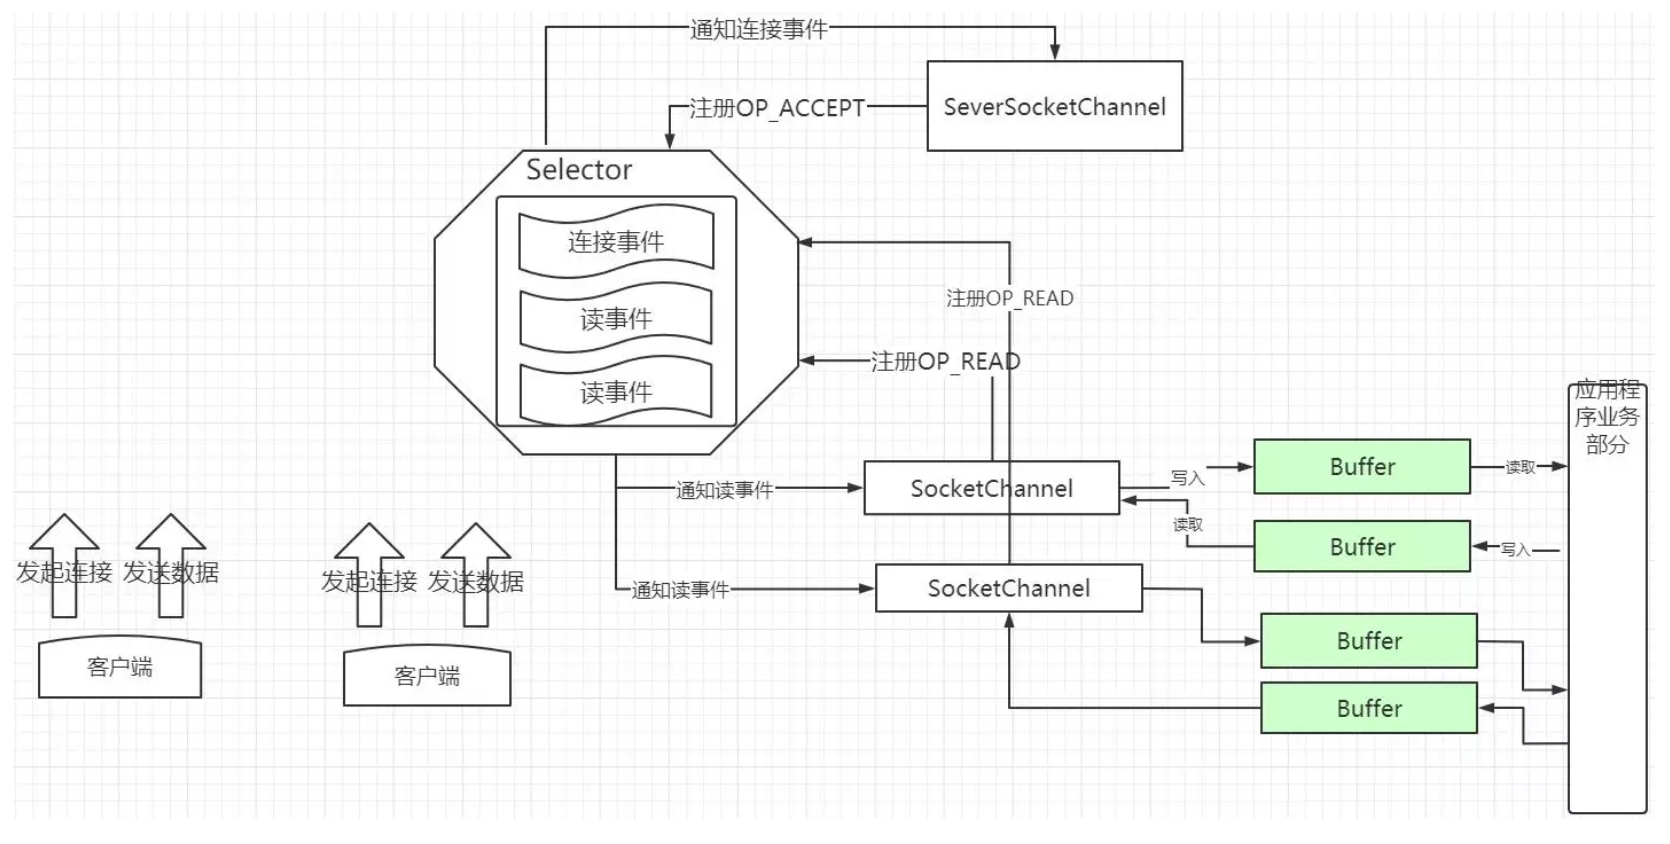 通知连接事件
SeverSocketChannel
注册OP_ACCEPT
Selector
连接事件
读事件
读事件
注册OP_READ
注册OP_READ
应用程
序业务
部分
SocketChannel
通知读事件
写入
Buffer
读取
读取
Buffer
写入
SocketChannel
通知读事件
Buffer
Buffer
发起连接
发送数据
客户端
发起连接
发送数据
客户端